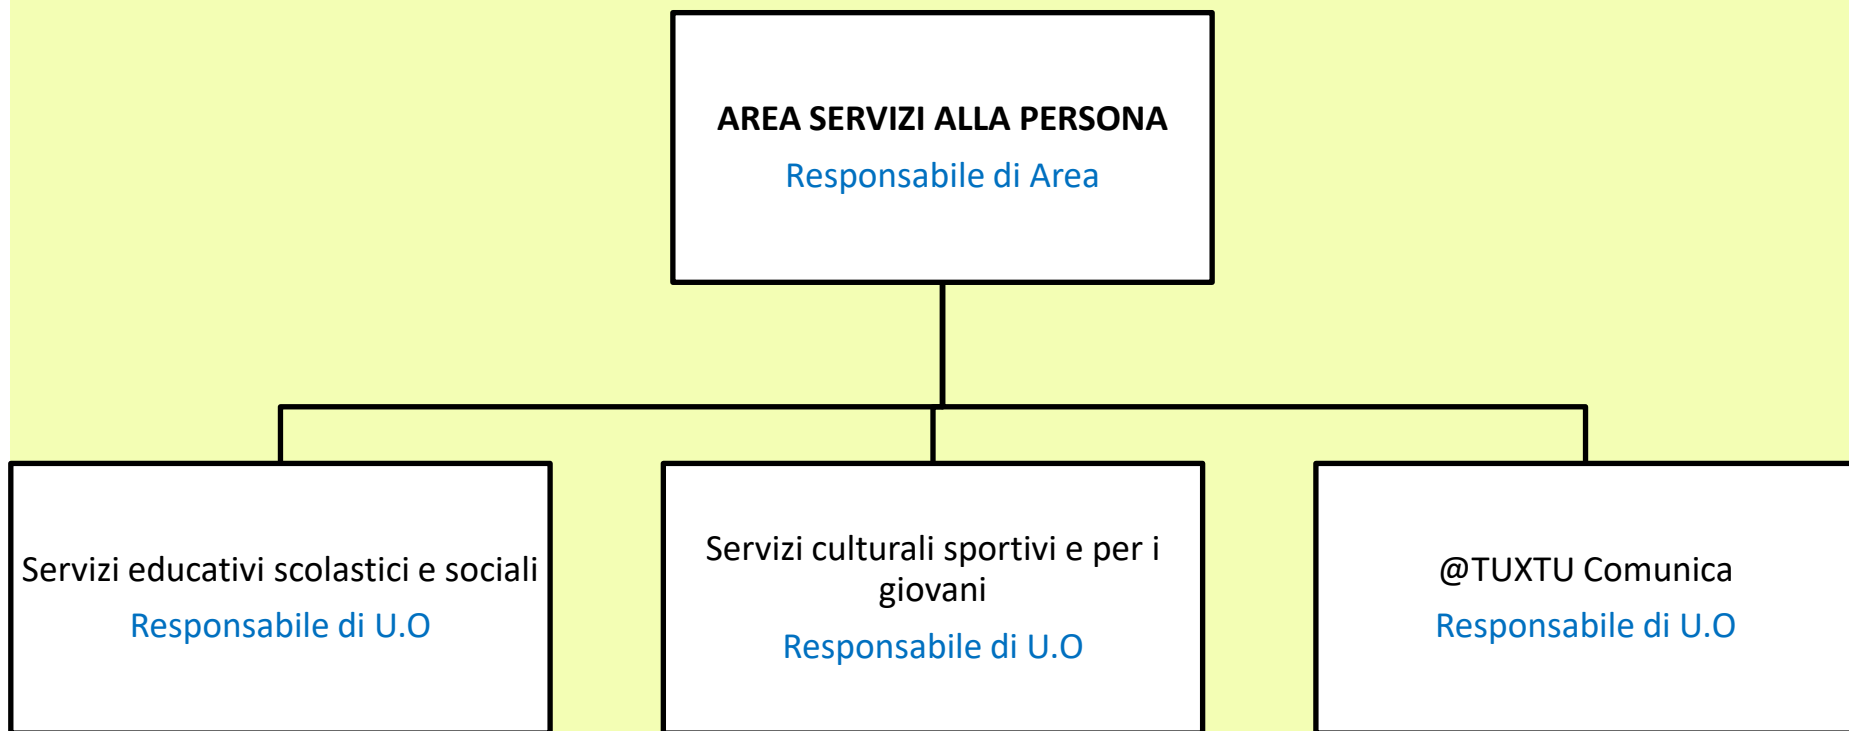 AREA SERVIZI ALLA PERSONA
Responsabile di Area
Servizi educativi scolastici e sociali
Responsabile di U.O
Servizi culturali sportivi e per i
giovani
Responsabile di U.O
@TUXTU Comunica
Responsabile di U.O